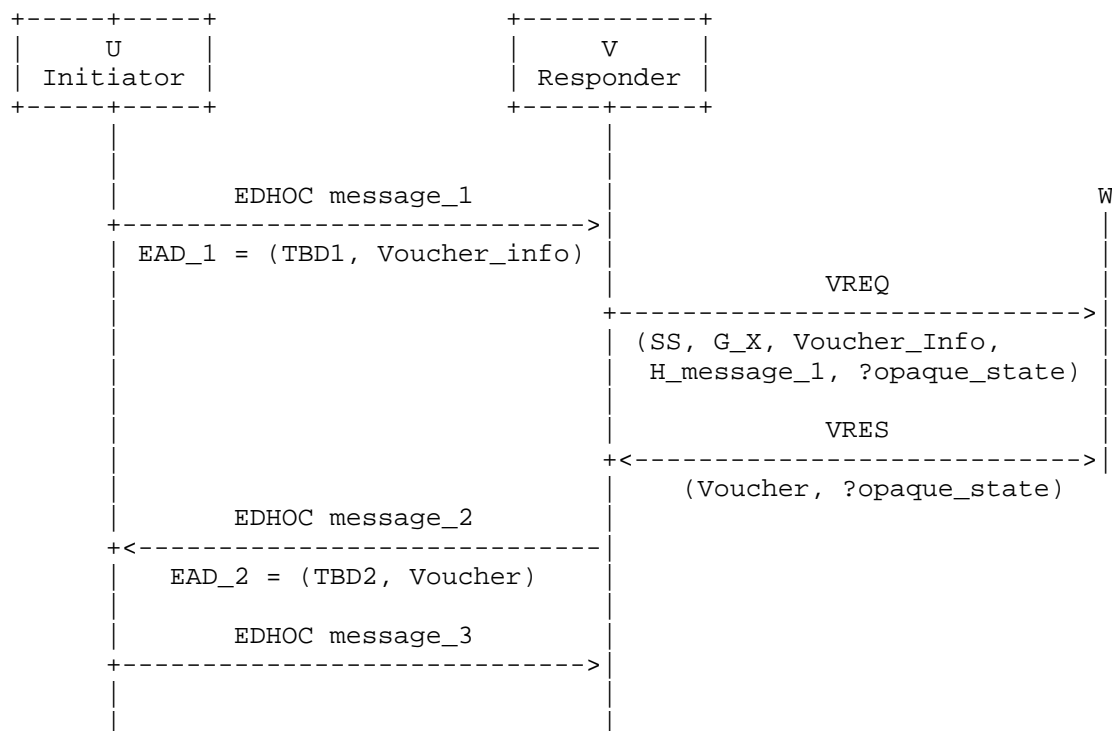 U V
Initiator Responder
EDHOC message_1 W
EAD_1 = (TBD1, Voucher_info)
VREQ
(SS, G_X, Voucher_Info,
H_message_1, ?opaque_state)
VRES
(Voucher, ?opaque_state)
EDHOC message_2
EAD_2 = (TBD2, Voucher)
EDHOC message_3